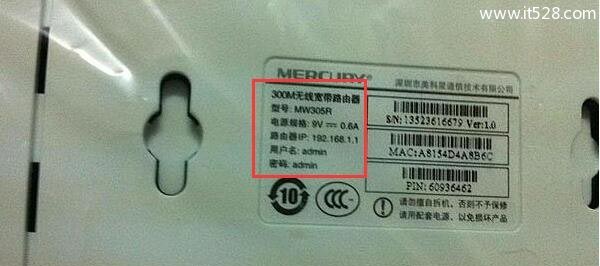 www.it528.com
MERCURY®
深圳市美科星通信技术有限公司
300M无线宽带路由器
型号: MW305R
电源规格: 9V 0.6A
路由器IP: 192.168.1.1
用户名: admin
密码: admin
S/N: 13523616679 Ver:1.0
MAC:A8154D4A8B6C
PIN: 60936462
10
CCC
请勿擅自拆机，否则不予保修
请用配套电源，以免损坏产品